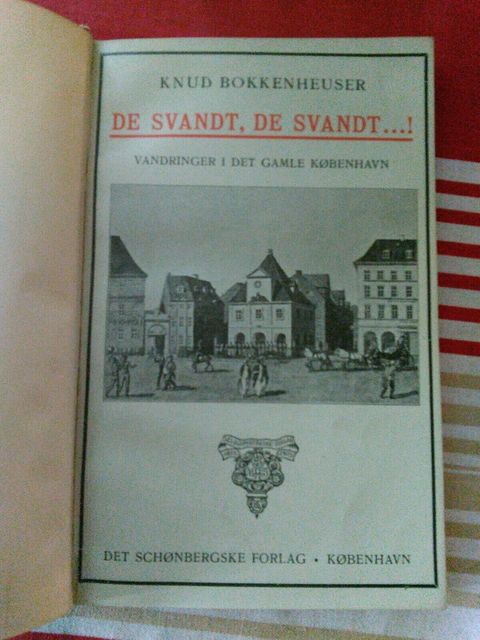 KNUD BOKKENHEUSER
DE SVANDT, DE SVANDT...!
VANDRINGER I DET GAMLE KØBENHAVN
DET SCHØNBERGSKE FORLAG • KØBENHAVN